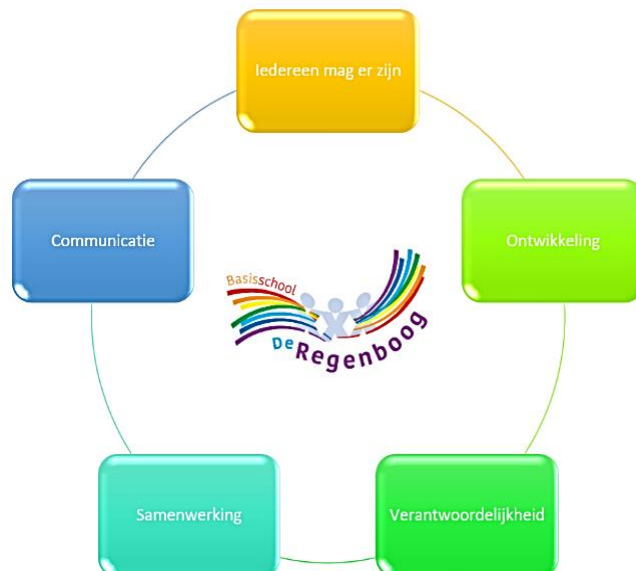 Iedereen mag er zijn
Communicatie
Ontwikkeling
Basisschool
De Regenboog
Samenwerking
Verantwoordelijkheid